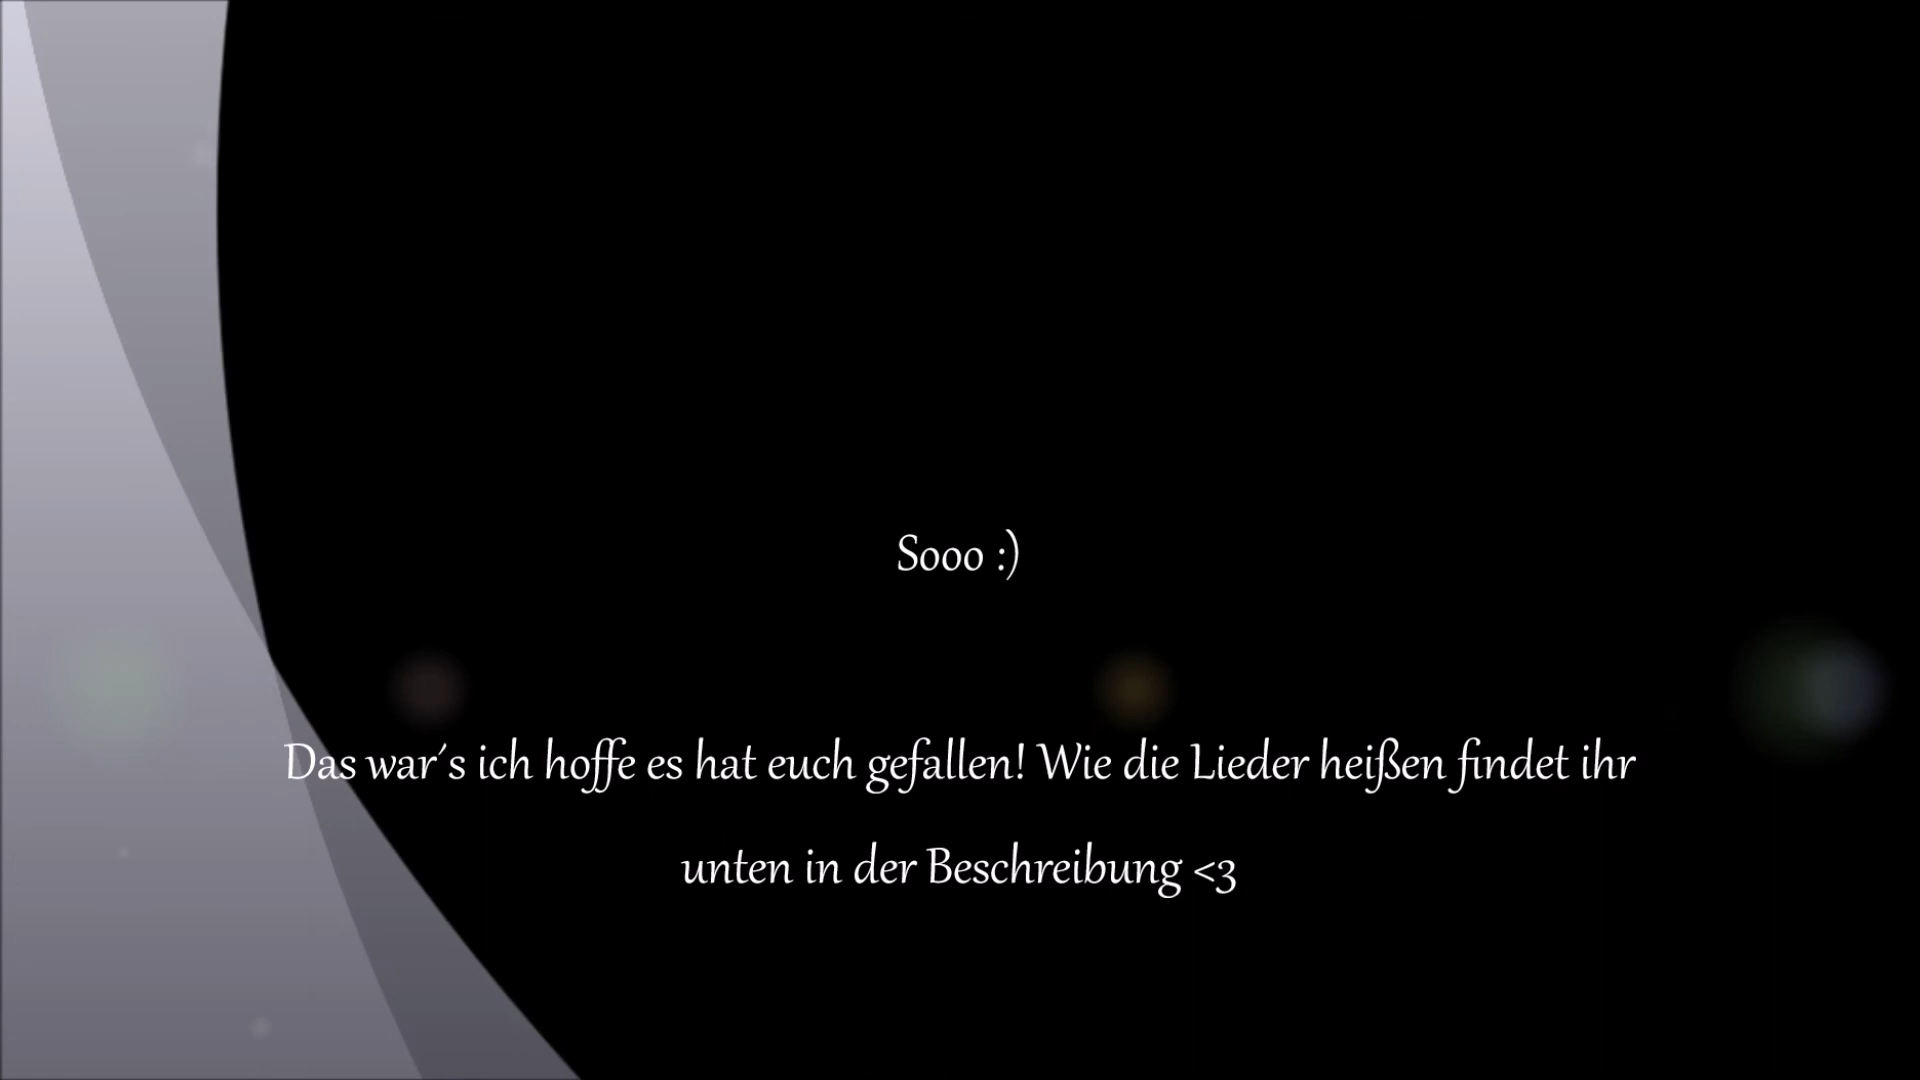 Sooo :)
Das war´s ich hoffe es hat euch gefallen! Wie die Lieder heißen findet ihr
unten in der Beschreibung <3